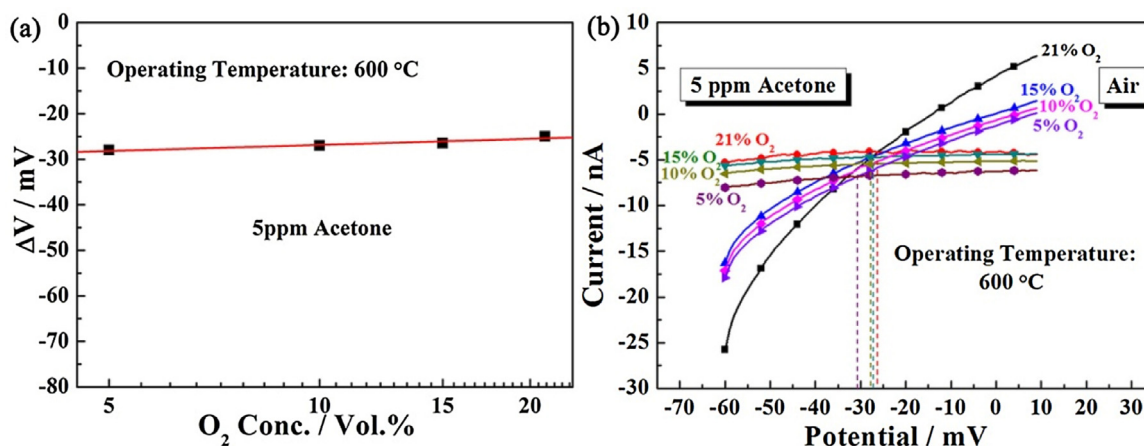 (a)
0
-10
-20
-30
-40
-50
-60
-70
-80
ΔV / mV
Operating Temperature: 600 °C
5ppm Acetone
5
10
15
20
O₂ Conc. / Vol.%
(b)
10
5
0
-5
-10
-15
-20
-25
-30
Current / nA
5 ppm Acetone
Air
21% O₂
15% O₂
10% O₂
5% O₂
21% O₂
15% O₂
10% O₂
5% O₂
Operating Temperature:
600 °C
-70
-60
-50
-40
-30
-20
-10
0
10
20
30
Potential / mV